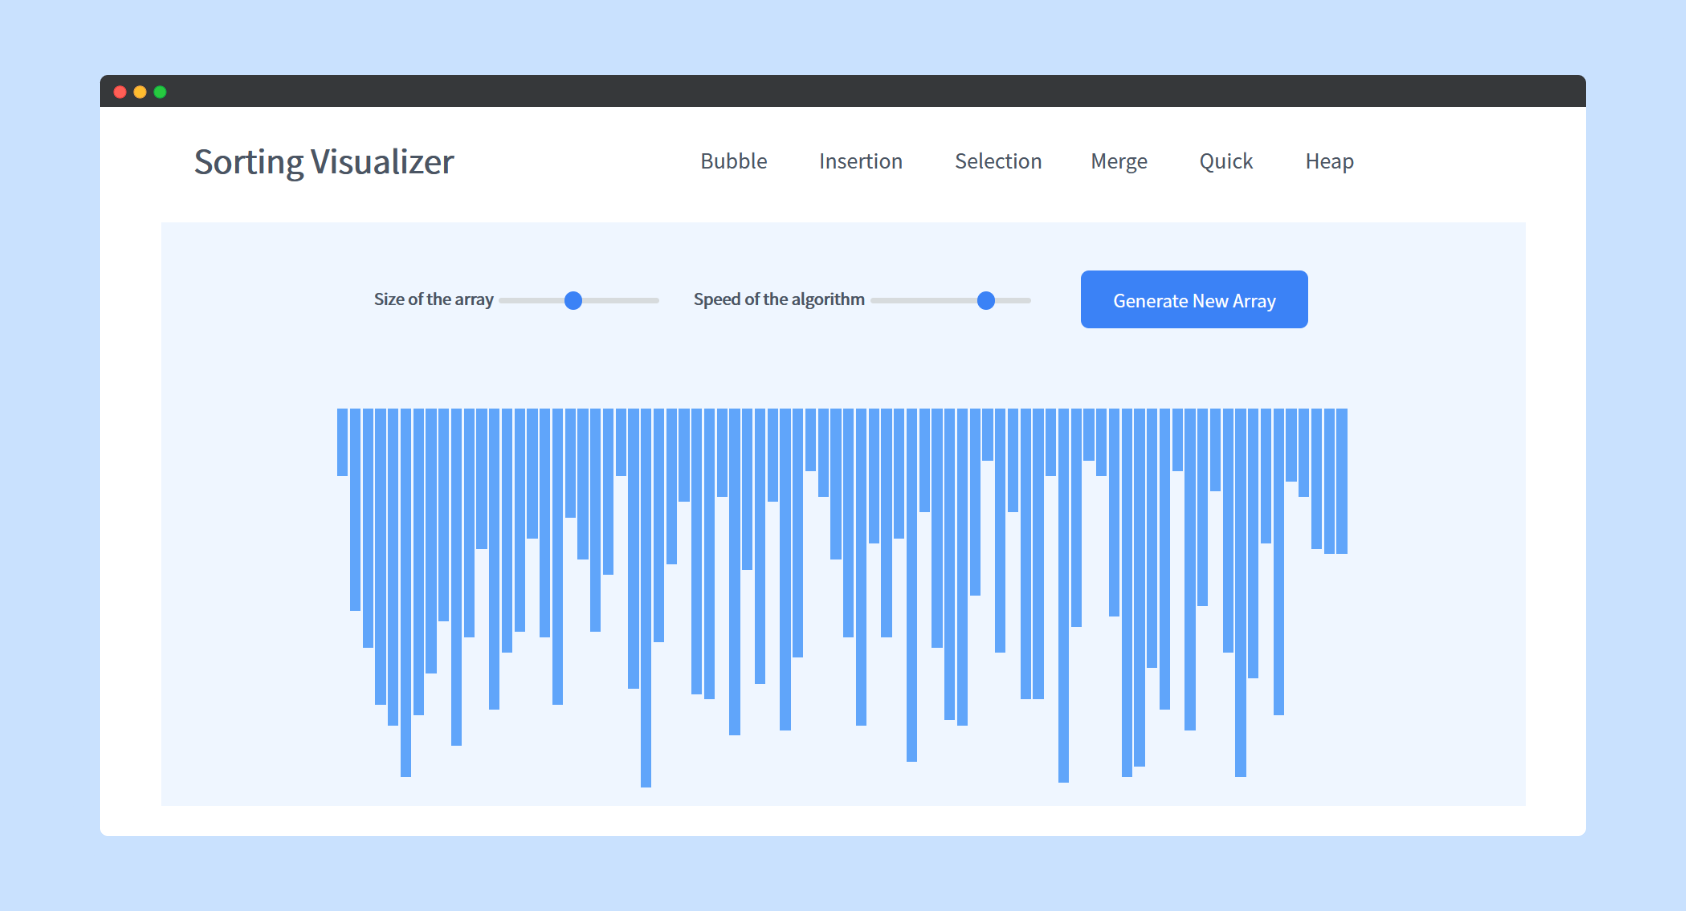 Sorting Visualizer
Bubble Insertion Selection Merge Quick Heap
Size of the array Speed of the algorithm Generate New Array